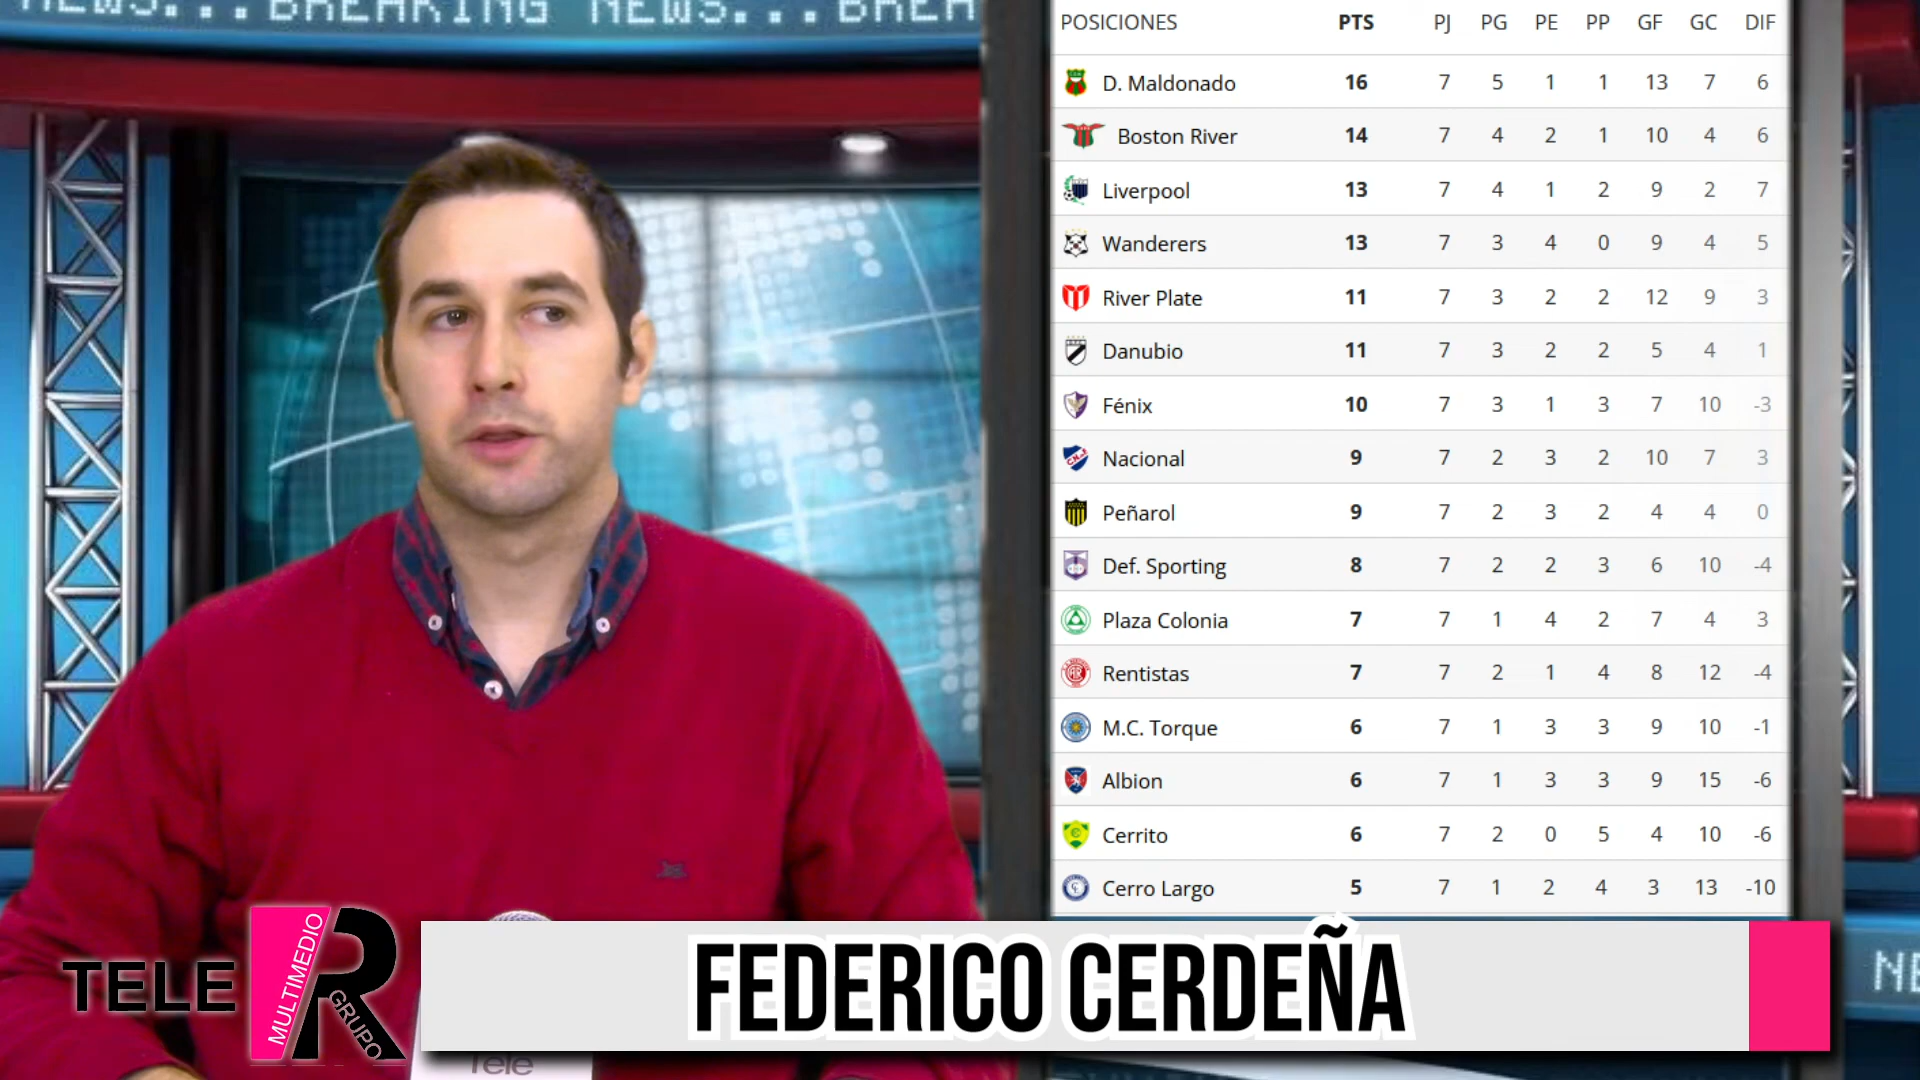 NEWS...BREAKING NEWS...BREA
POSICIONES PTS PJ PG PE PP GF GC DIF
D. Maldonado 16 7 5 1 1 13 7 6
Boston River 14 7 4 2 1 10 4 6
Liverpool 13 7 4 1 2 9 2 7
Wanderers 13 7 3 4 0 9 4 5
River Plate 11 7 3 2 2 12 9 3
Danubio 11 7 3 2 2 5 4 1
Fénix 10 7 3 1 3 7 10 -3
Nacional 9 7 2 3 2 10 7 3
Peñarol 9 7 2 3 2 4 4 0
Def. Sporting 8 7 2 2 3 6 10 -4
Plaza Colonia 7 7 1 4 2 7 4 3
Rentistas 7 7 2 1 4 8 12 -4
M.C. Torque 6 7 1 3 3 9 10 -1
Albion 6 7 1 3 3 9 15 -6
Cerrito 6 7 2 0 5 4 10 -6
Cerro Largo 5 7 1 2 4 3 13 -10
TELE R
MULTIMEDIO
GRUPO
FEDERICO CERDEÑA
NE
Tele